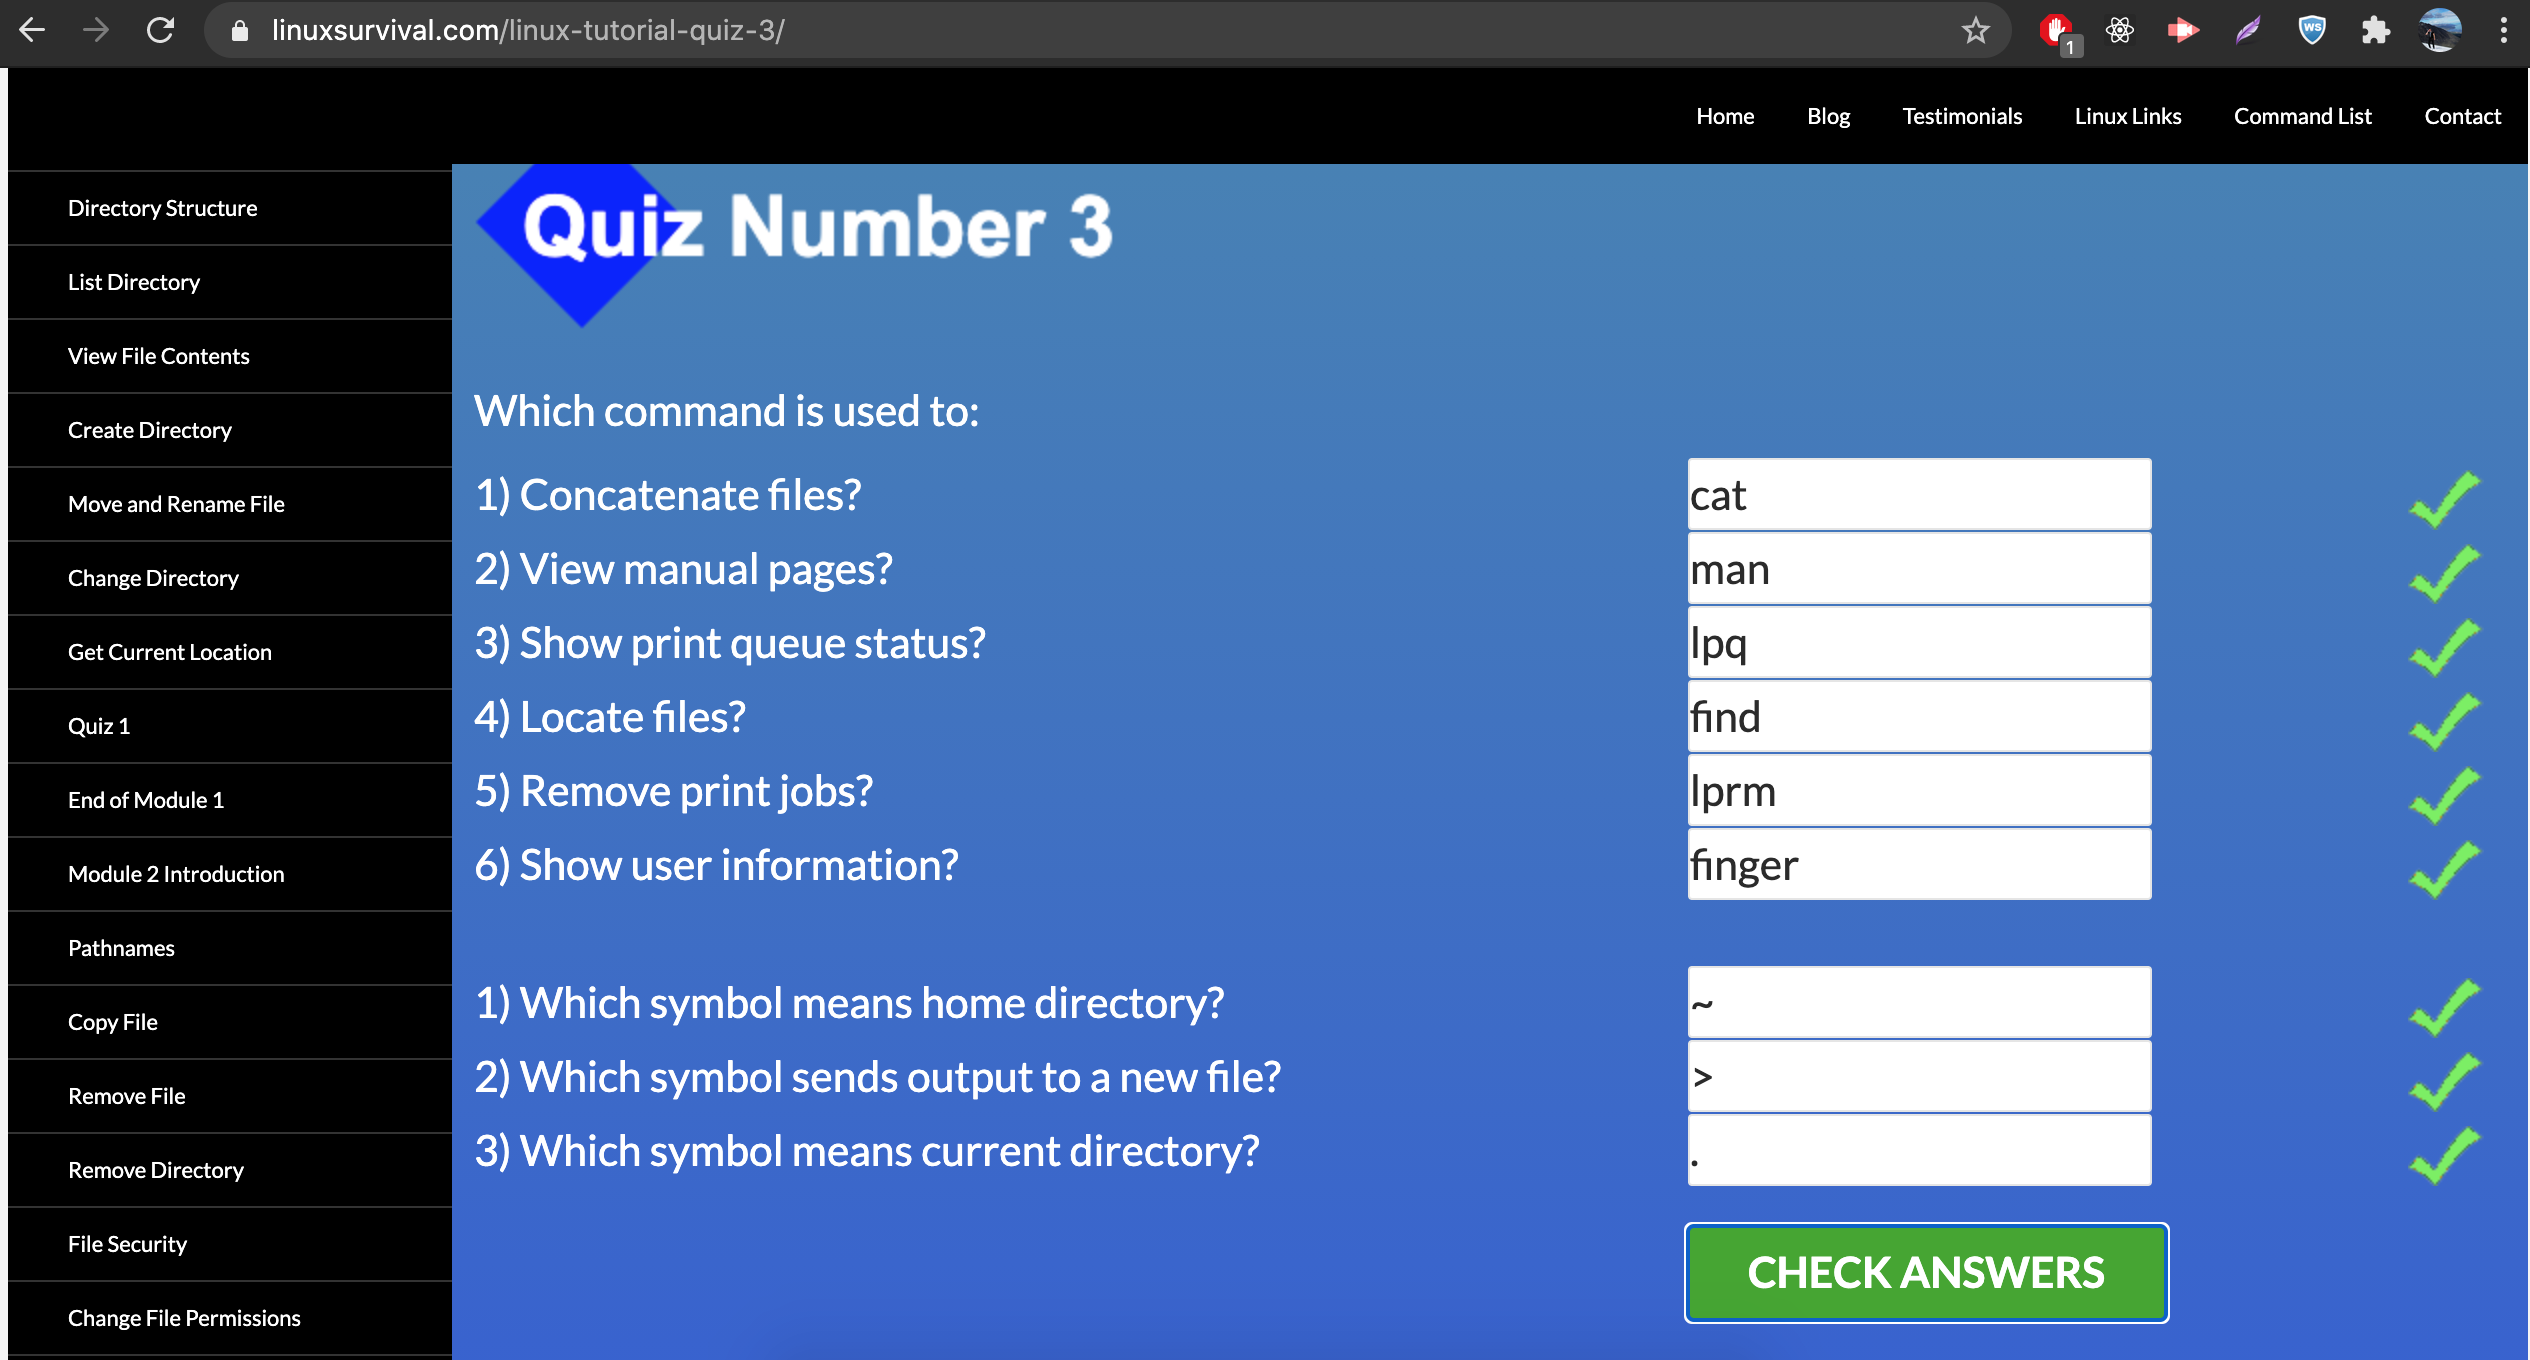 linuxsurvival.com/linux-tutorial-quiz-3/
1
WS
Home Blog Testimonials Linux Links Command List Contact
Directory Structure
List Directory
View File Contents
Create Directory
Move and Rename File
Change Directory
Get Current Location
Quiz 1
End of Module 1
Module 2 Introduction
Pathnames
Copy File
Remove File
Remove Directory
File Security
Change File Permissions
Quiz Number 3
Which command is used to:
1) Concatenate files? cat
2) View manual pages? man
3) Show print queue status? lpq
4) Locate files? find
5) Remove print jobs? lprm
6) Show user information? finger
1) Which symbol means home directory? ~
2) Which symbol sends output to a new file? >
3) Which symbol means current directory? .
CHECK ANSWERS